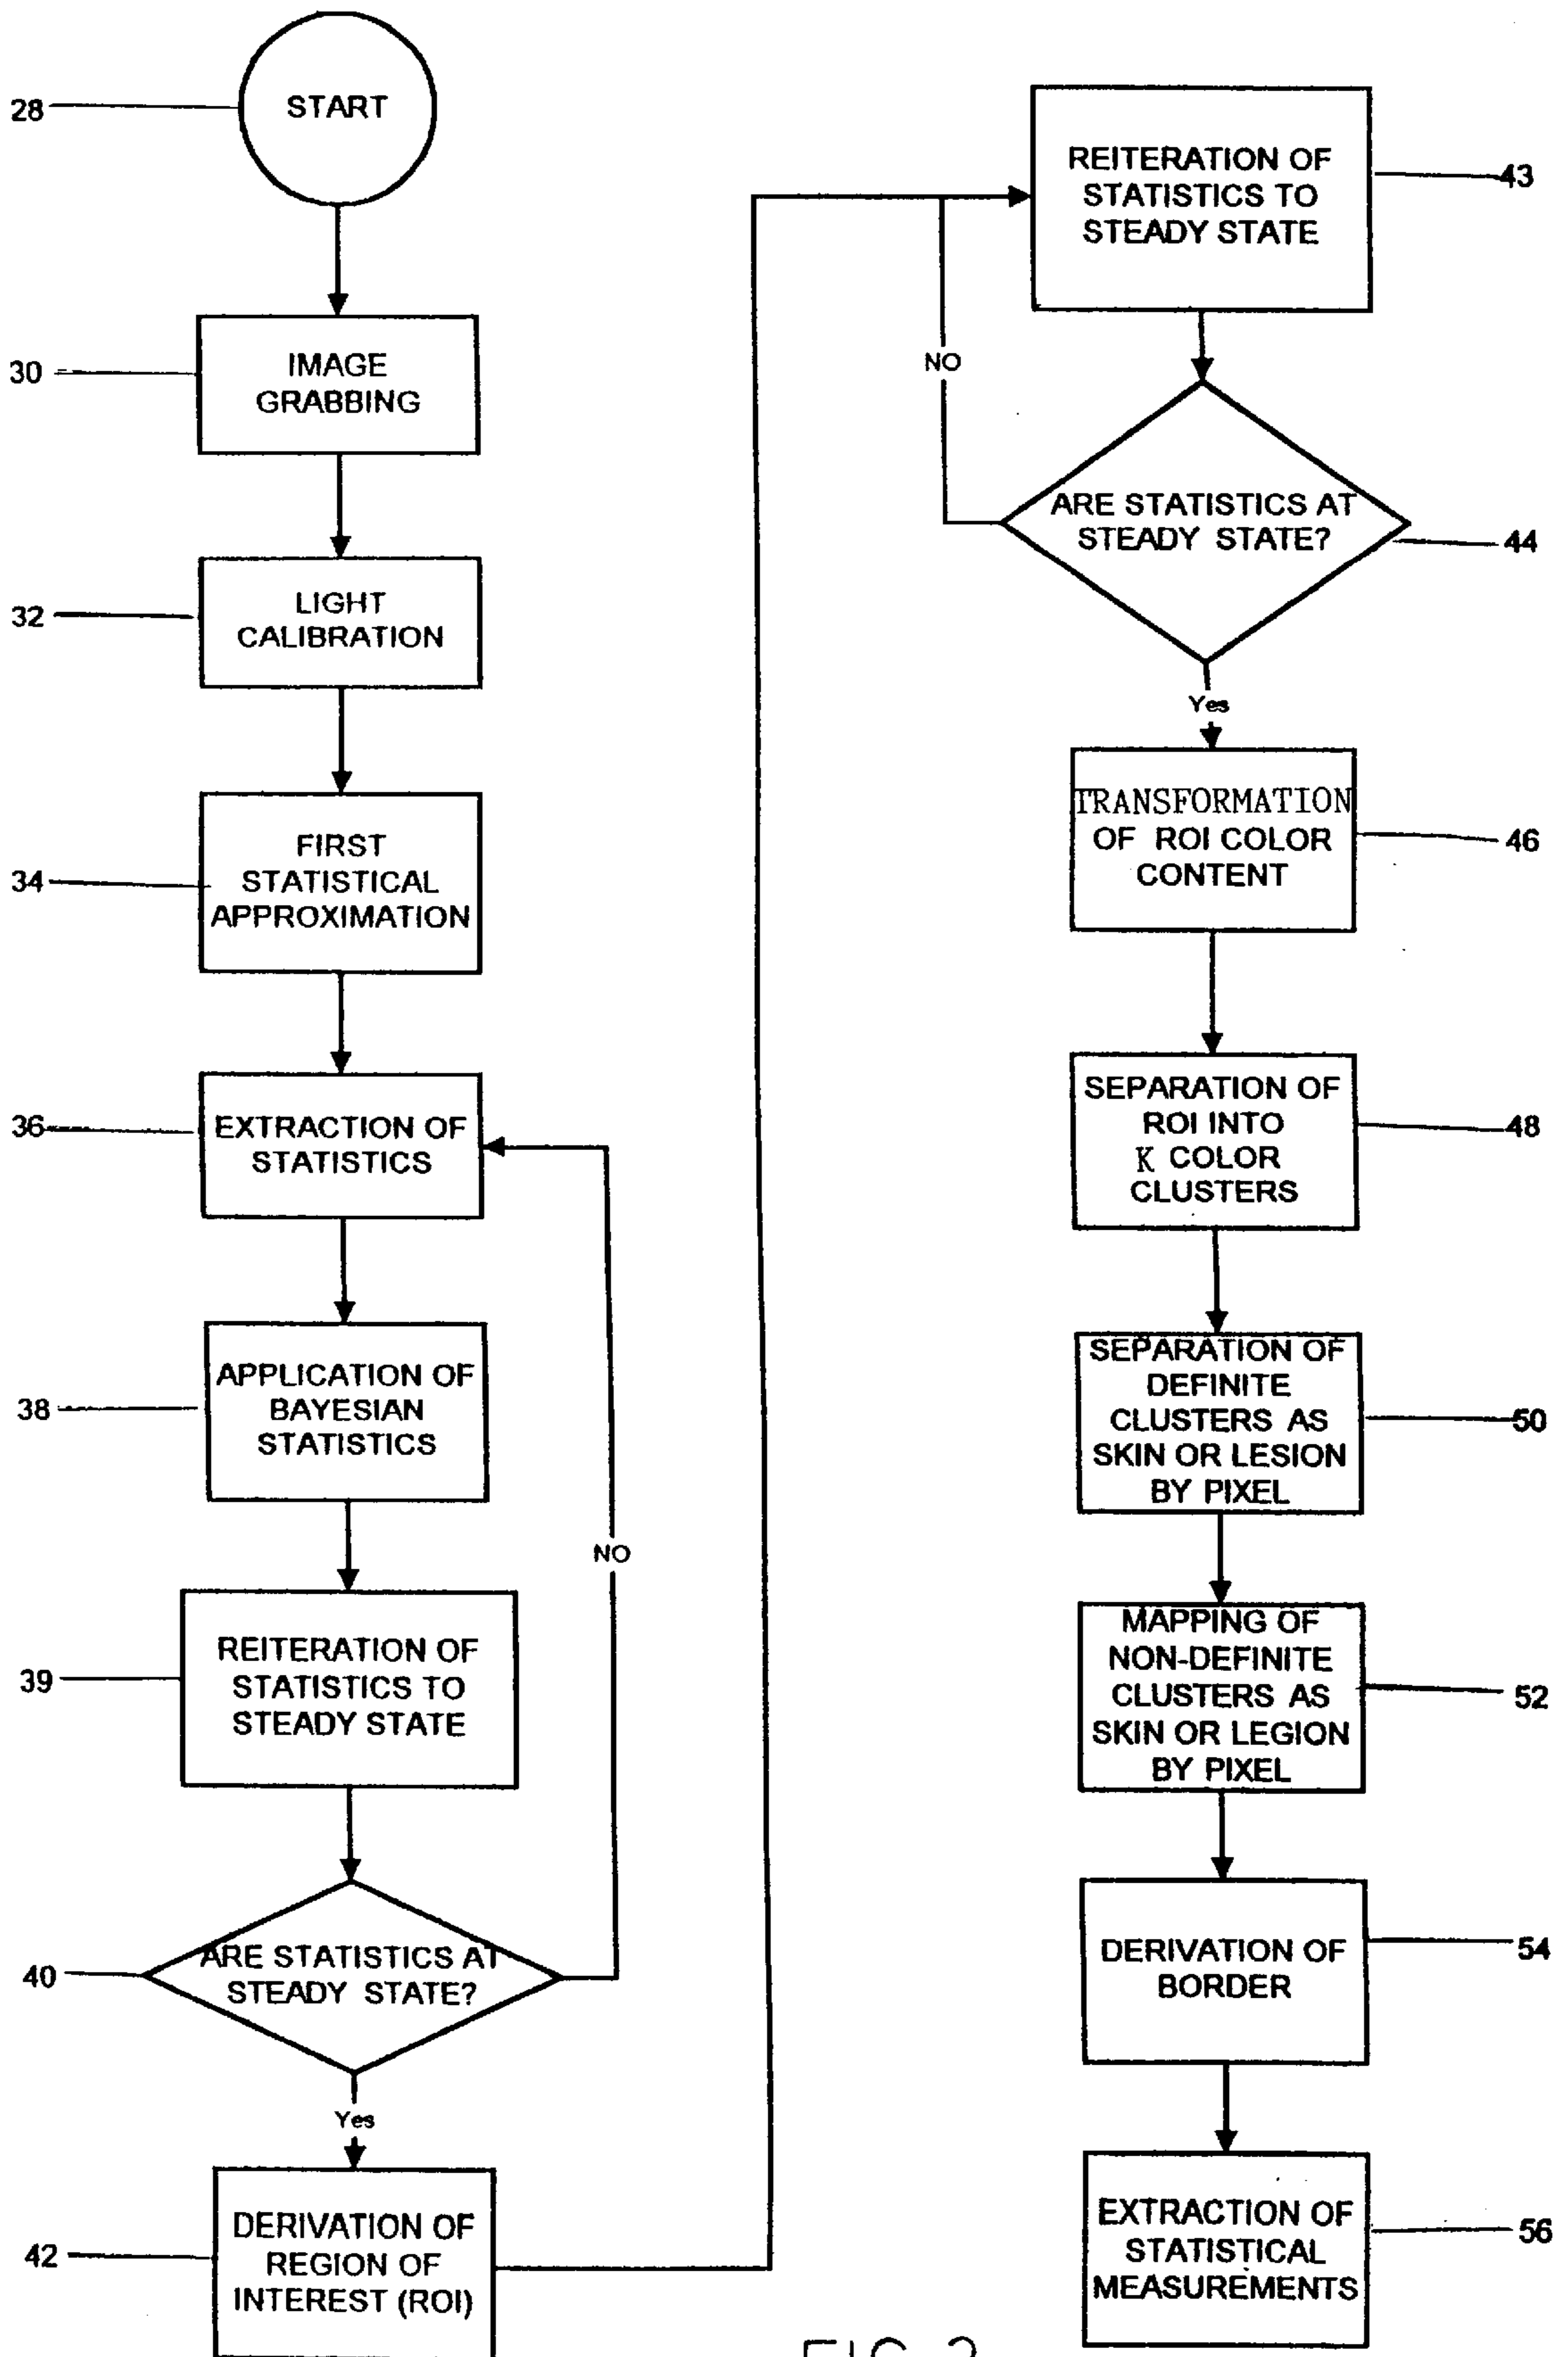 28
START
30
IMAGE
GRABBING
32
LIGHT
CALIBRATION
34
FIRST
STATISTICAL
APPROXIMATION
36
EXTRACTION OF
STATISTICS
38
APPLICATION OF
BAYESIAN
STATISTICS
NO
39
REITERATION OF
STATISTICS TO
STEADY STATE
40
ARE STATISTICS AT
STEADY STATE?
Yes
42
DERIVATION OF
REGION OF
INTEREST (ROI)
REITERATION OF
STATISTICS TO
STEADY STATE
43
NO
ARE STATISTICS AT
STEADY STATE?
44
Yes
TRANSFORMATION
OF ROI COLOR
CONTENT
46
SEPARATION OF
ROI INTO
K COLOR
CLUSTERS
48
SEPARATION OF
DEFINITE
CLUSTERS AS
SKIN OR LESION
BY PIXEL
50
MAPPING OF
NON-DEFINITE
CLUSTERS AS
SKIN OR LEGION
BY PIXEL
52
DERIVATION OF
BORDER
54
EXTRACTION OF
STATISTICAL
MEASUREMENTS
56